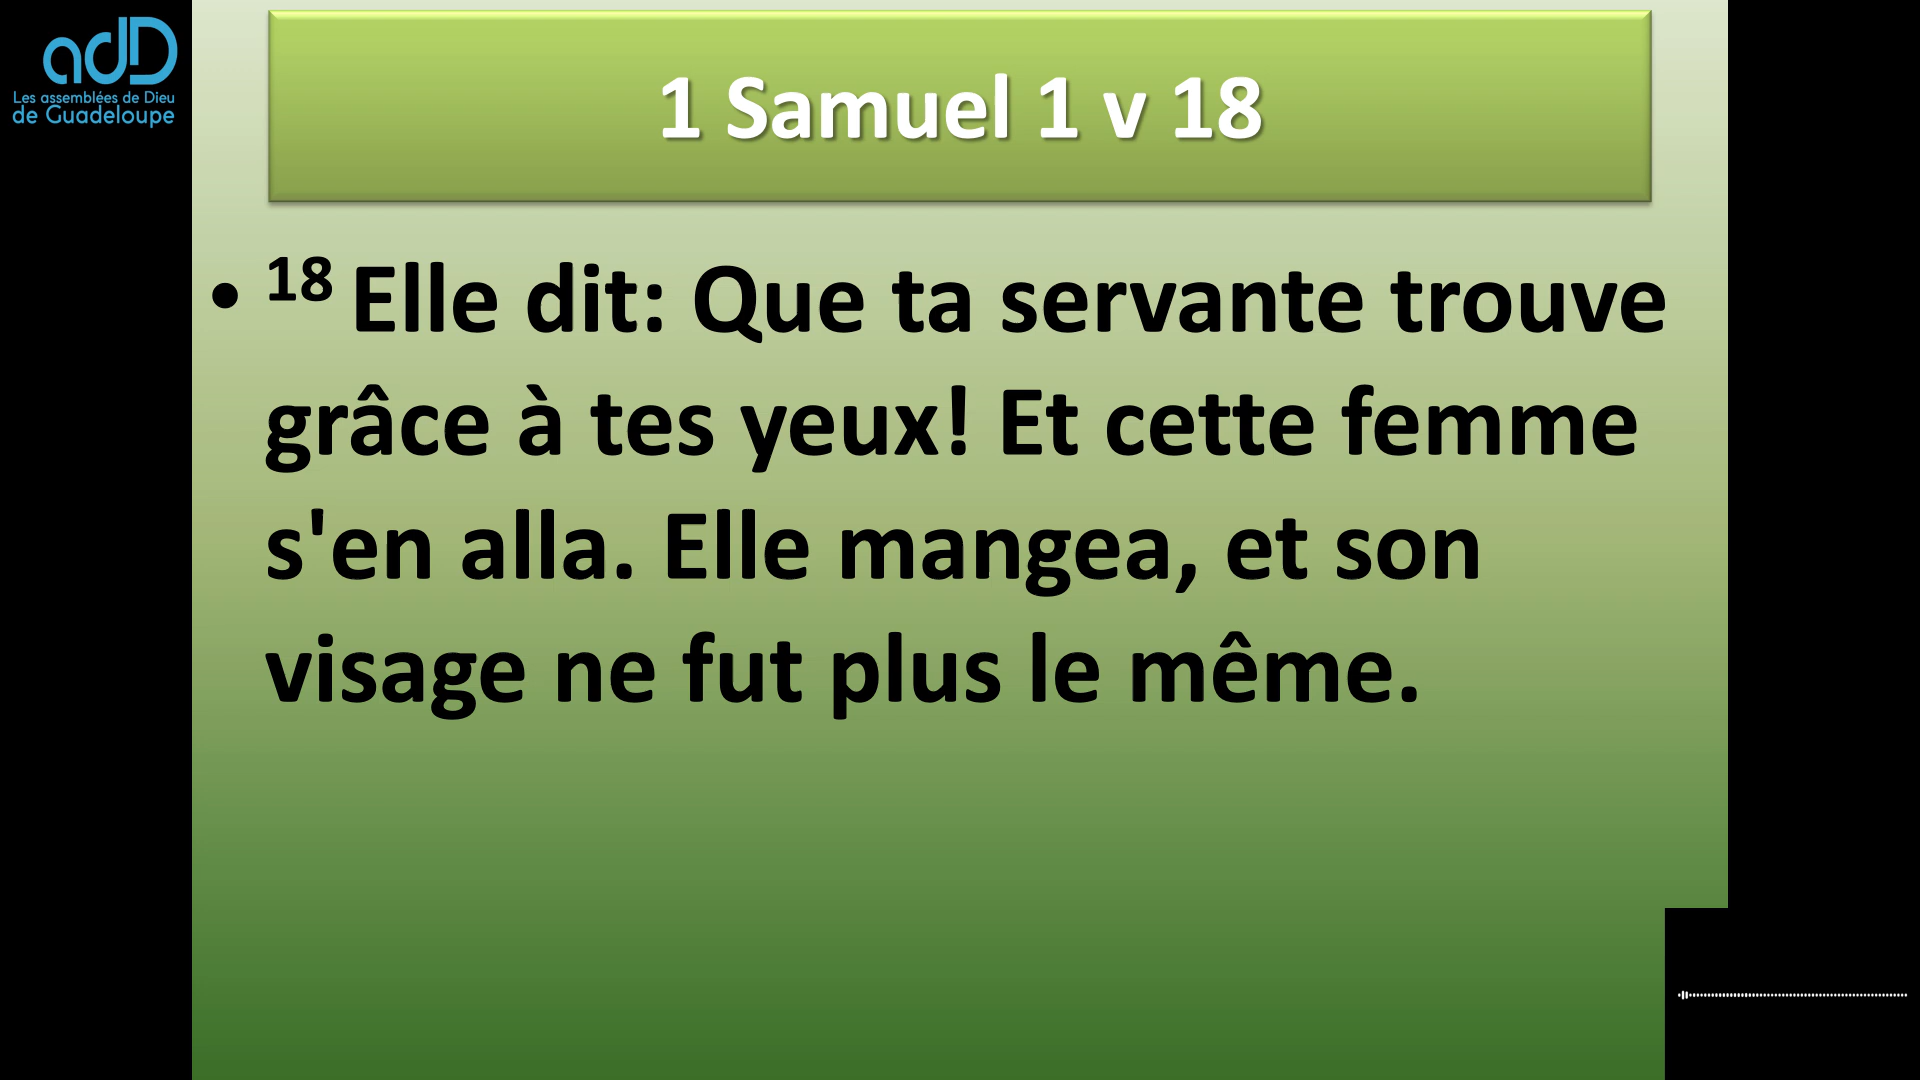 adD
Les assemblées de Dieu
de Guadeloupe
1 Samuel 1 v 18
• 18 Elle dit: Que ta servante trouve
grâce à tes yeux! Et cette femme
s'en alla. Elle mangea, et son
visage ne fut plus le même.